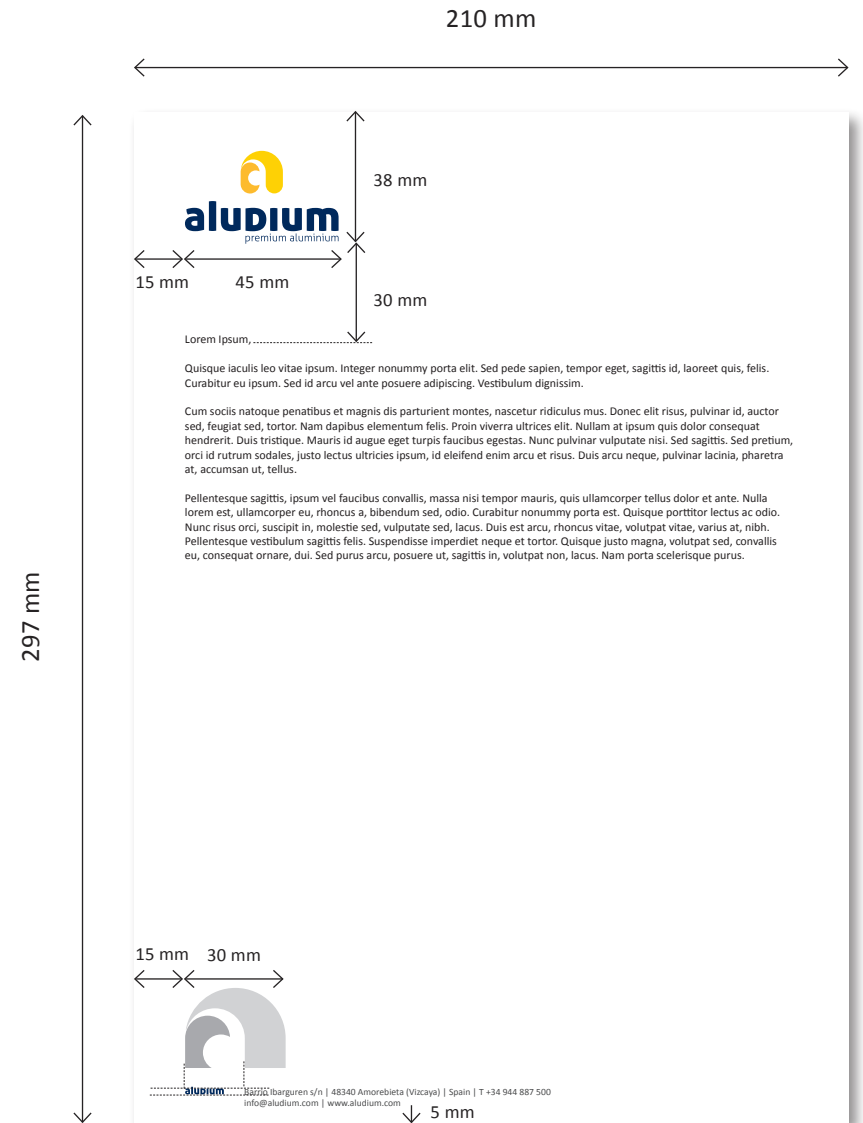 210 mm
38 mm
aludium
premium aluminium
15 mm
45 mm
30 mm
Lorem Ipsum,
Quisque iaculis leo vitae ipsum. Integer nonummy porta elit. Sed pede sapien, tempor eget, sagittis id, laoreet quis, felis.
Curabitur eu ipsum. Sed id arcu vel ante posuere adipiscing. Vestibulum dignissim.
Cum sociis natoque penatibus et magnis dis parturient montes, nascetur ridiculus mus. Donec elit risus, pulvinar id, auctor
sed, feugiat sed, tortor. Nam dapibus elementum felis. Proin viverra ultrices elit. Nullam at ipsum quis dolor consequat
hendrerit. Duis tristique. Mauris id augue eget turpis faucibus egestas. Nunc pulvinar vulputate nisi. Sed sagittis. Sed pretium,
orci id rutrum sodales, justo lectus ultricies ipsum, id eleifend enim arcu et risus. Duis arcu neque, pulvinar lacinia, pharetra
at, accumsan ut, tellus.
Pellentesque sagittis, ipsum vel faucibus convallis, massa nisi tempor mauris, quis ullamcorper tellus dolor et ante. Nulla
lorem est, ullamcorper eu, rhoncus a, bibendum sed, odio. Curabitur nonummy porta est. Quisque porttitor lectus ac odio.
Nunc risus orci, suscipit in, molestie sed, vulputate sed, lacus. Duis est arcu, rhoncus vitae, volutpat vitae, varius at, nibh.
Pellentesque vestibulum sagittis felis. Suspendisse imperdiet neque et tortor. Quisque justo magna, volutpat sed, convallis
eu, consequat ornare, dui. Sed purus arcu, posuere ut, sagittis in, volutpat non, lacus. Nam porta scelerisque purus.
297 mm
15 mm
30 mm
aludium
Barrio Ibarguren s/n | 48340 Amorebieta (Vizcaya) | Spain | T +34 944 887 500
info@aludium.com | www.aludium.com
5 mm